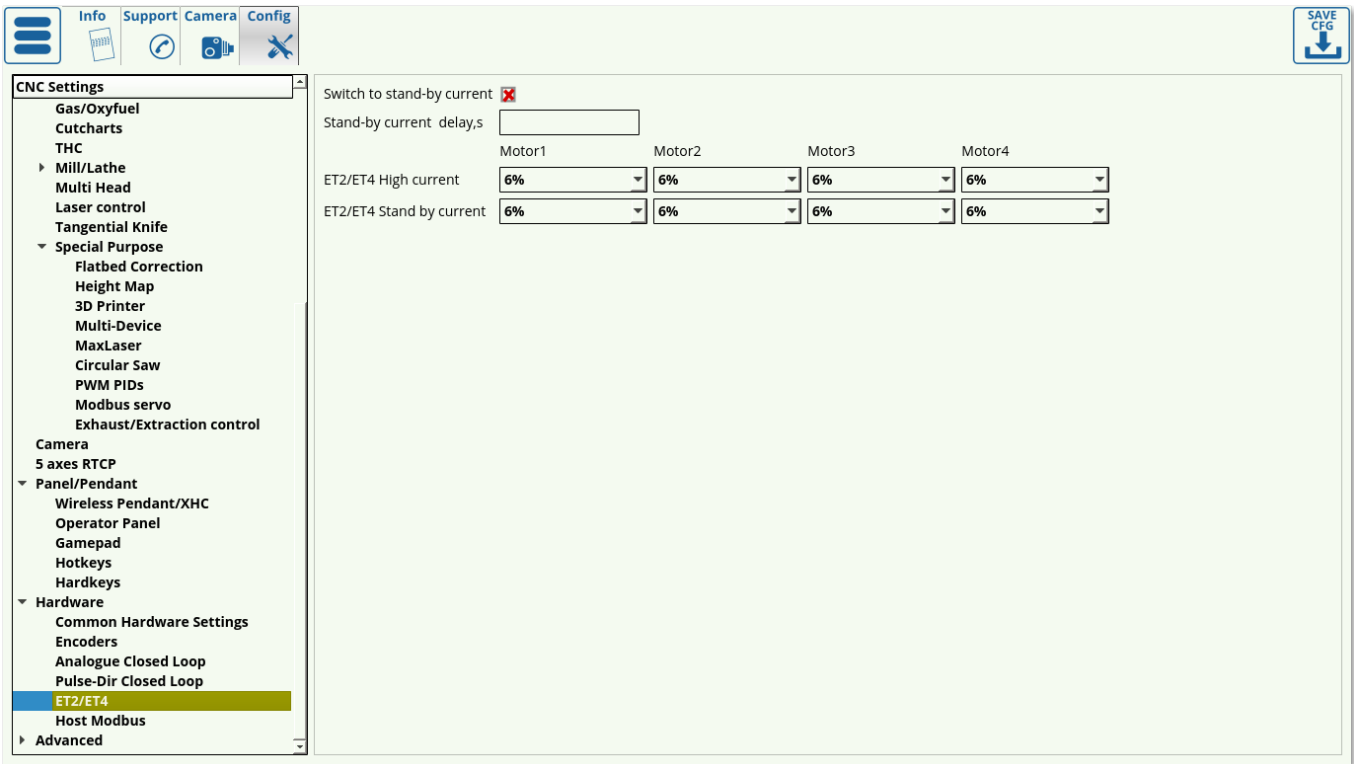 Info Support Camera Config
SAVE
CFG
CNC Settings
Gas/Oxyfuel
Cutcharts
THC
Mill/Lathe
Multi Head
Laser control
Tangential Knife
Special Purpose
Flatbed Correction
Height Map
3D Printer
Multi-Device
MaxLaser
Circular Saw
PWM PIDs
Modbus servo
Exhaust/Extraction control
Camera
5 axes RTCP
Panel/Pendant
Wireless Pendant/XHC
Operator Panel
Gamepad
Hotkeys
Hardkeys
Hardware
Common Hardware Settings
Encoders
Analogue Closed Loop
Pulse-Dir Closed Loop
ET2/ET4
Host Modbus
Advanced
Switch to stand-by current
Stand-by current delay,s
Motor1 Motor2 Motor3 Motor4
ET2/ET4 High current 6% 6% 6% 6%
ET2/ET4 Stand by current 6% 6% 6% 6%